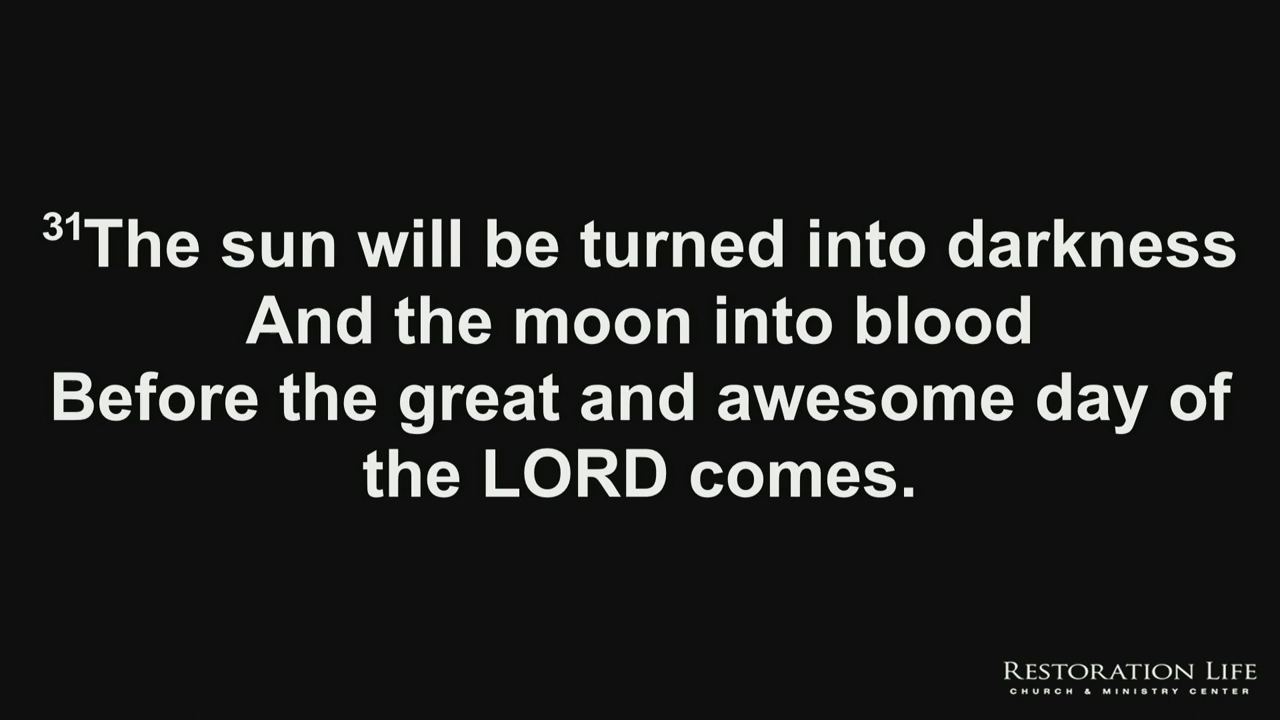 31The sun will be turned into darkness
And the moon into blood
Before the great and awesome day of
the LORD comes.
RESTORATION LIFE
CHURCH & MINISTRY CENTER